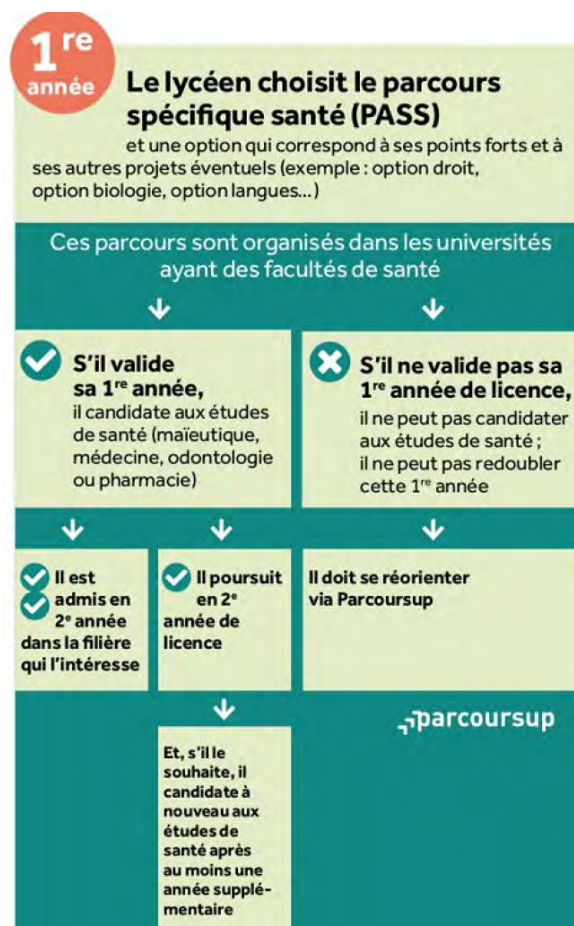 1re
année
Le lycéen choisit le parcours
spécifique santé (PASS)
et une option qui correspond à ses points forts et à
ses autres projets éventuels (exemple : option droit,
option biologie, option langues...)
Ces parcours sont organisés dans les universités
ayant des facultés de santé
S'il valide
sa 1re année,
il candidate aux études
de santé (maïeutique,
médecine, odontologie
ou pharmacie)
S'il ne valide pas sa
1re année de licence,
il ne peut pas candidater
aux études de santé ;
il ne peut pas redoubler
cette 1re année
Il est
admis en
2e année
dans la filière
qui l'intéresse
Il poursuit
en 2e
année de
licence
Il doit se réorienter
via Parcoursup
parcoursup
Et, s'il le
souhaite, il
candidate à
nouveau aux
études de
santé après
au moins une
année supplé-
mentaire